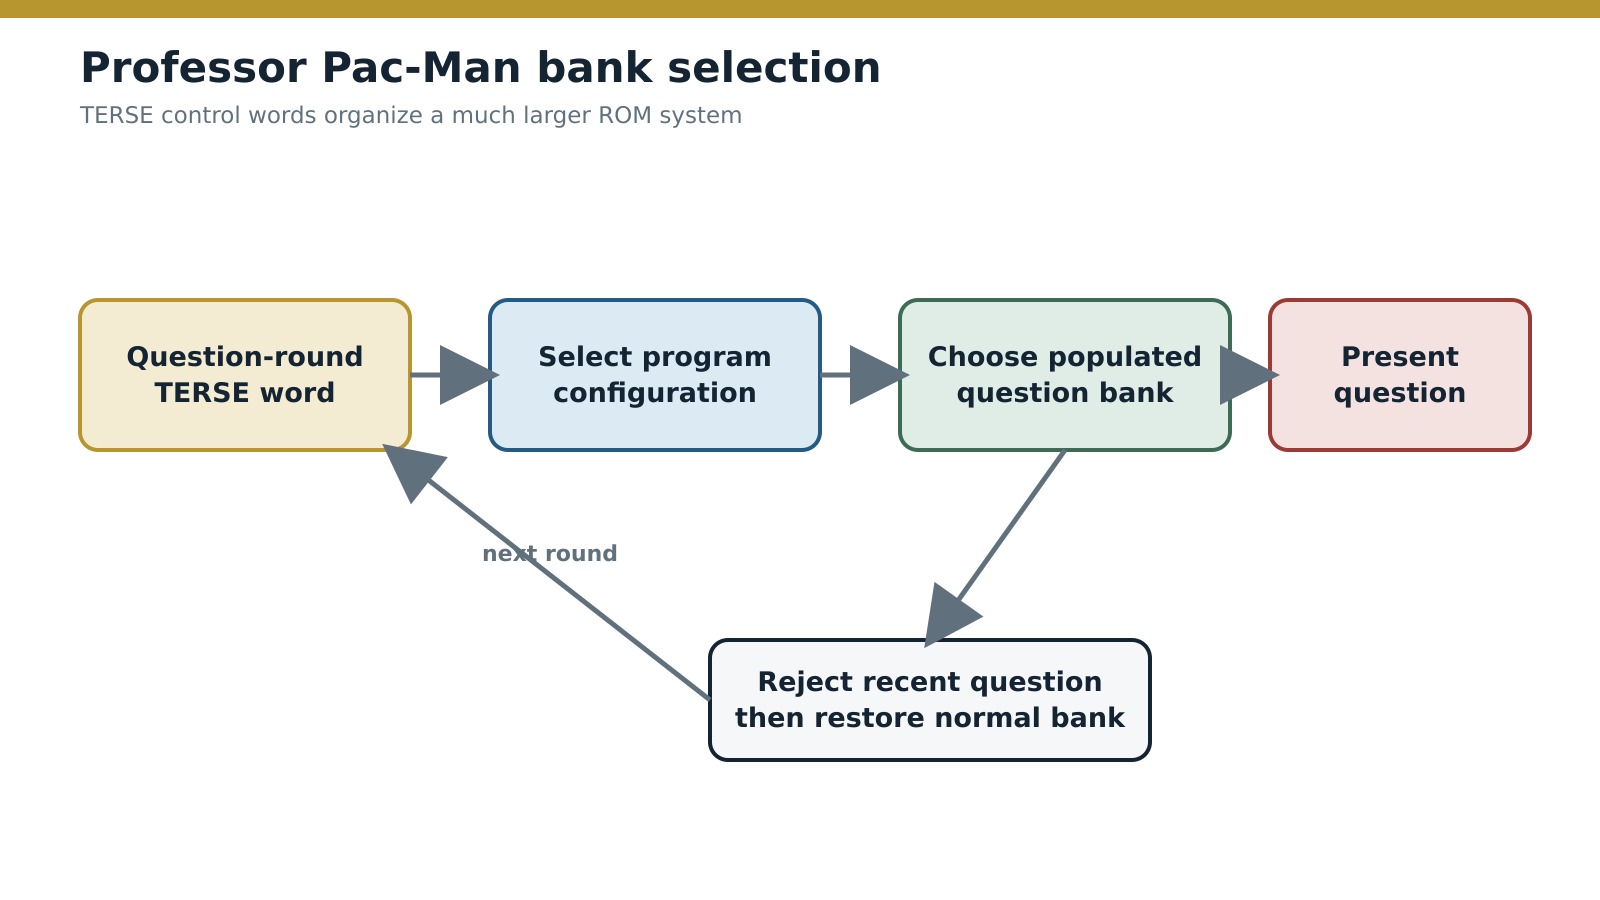 Professor Pac-Man bank selection
TERSE control words organize a much larger ROM system
Question-round
TERSE word
Select program
configuration
Choose populated
question bank
Present
question
next round
Reject recent question
then restore normal bank